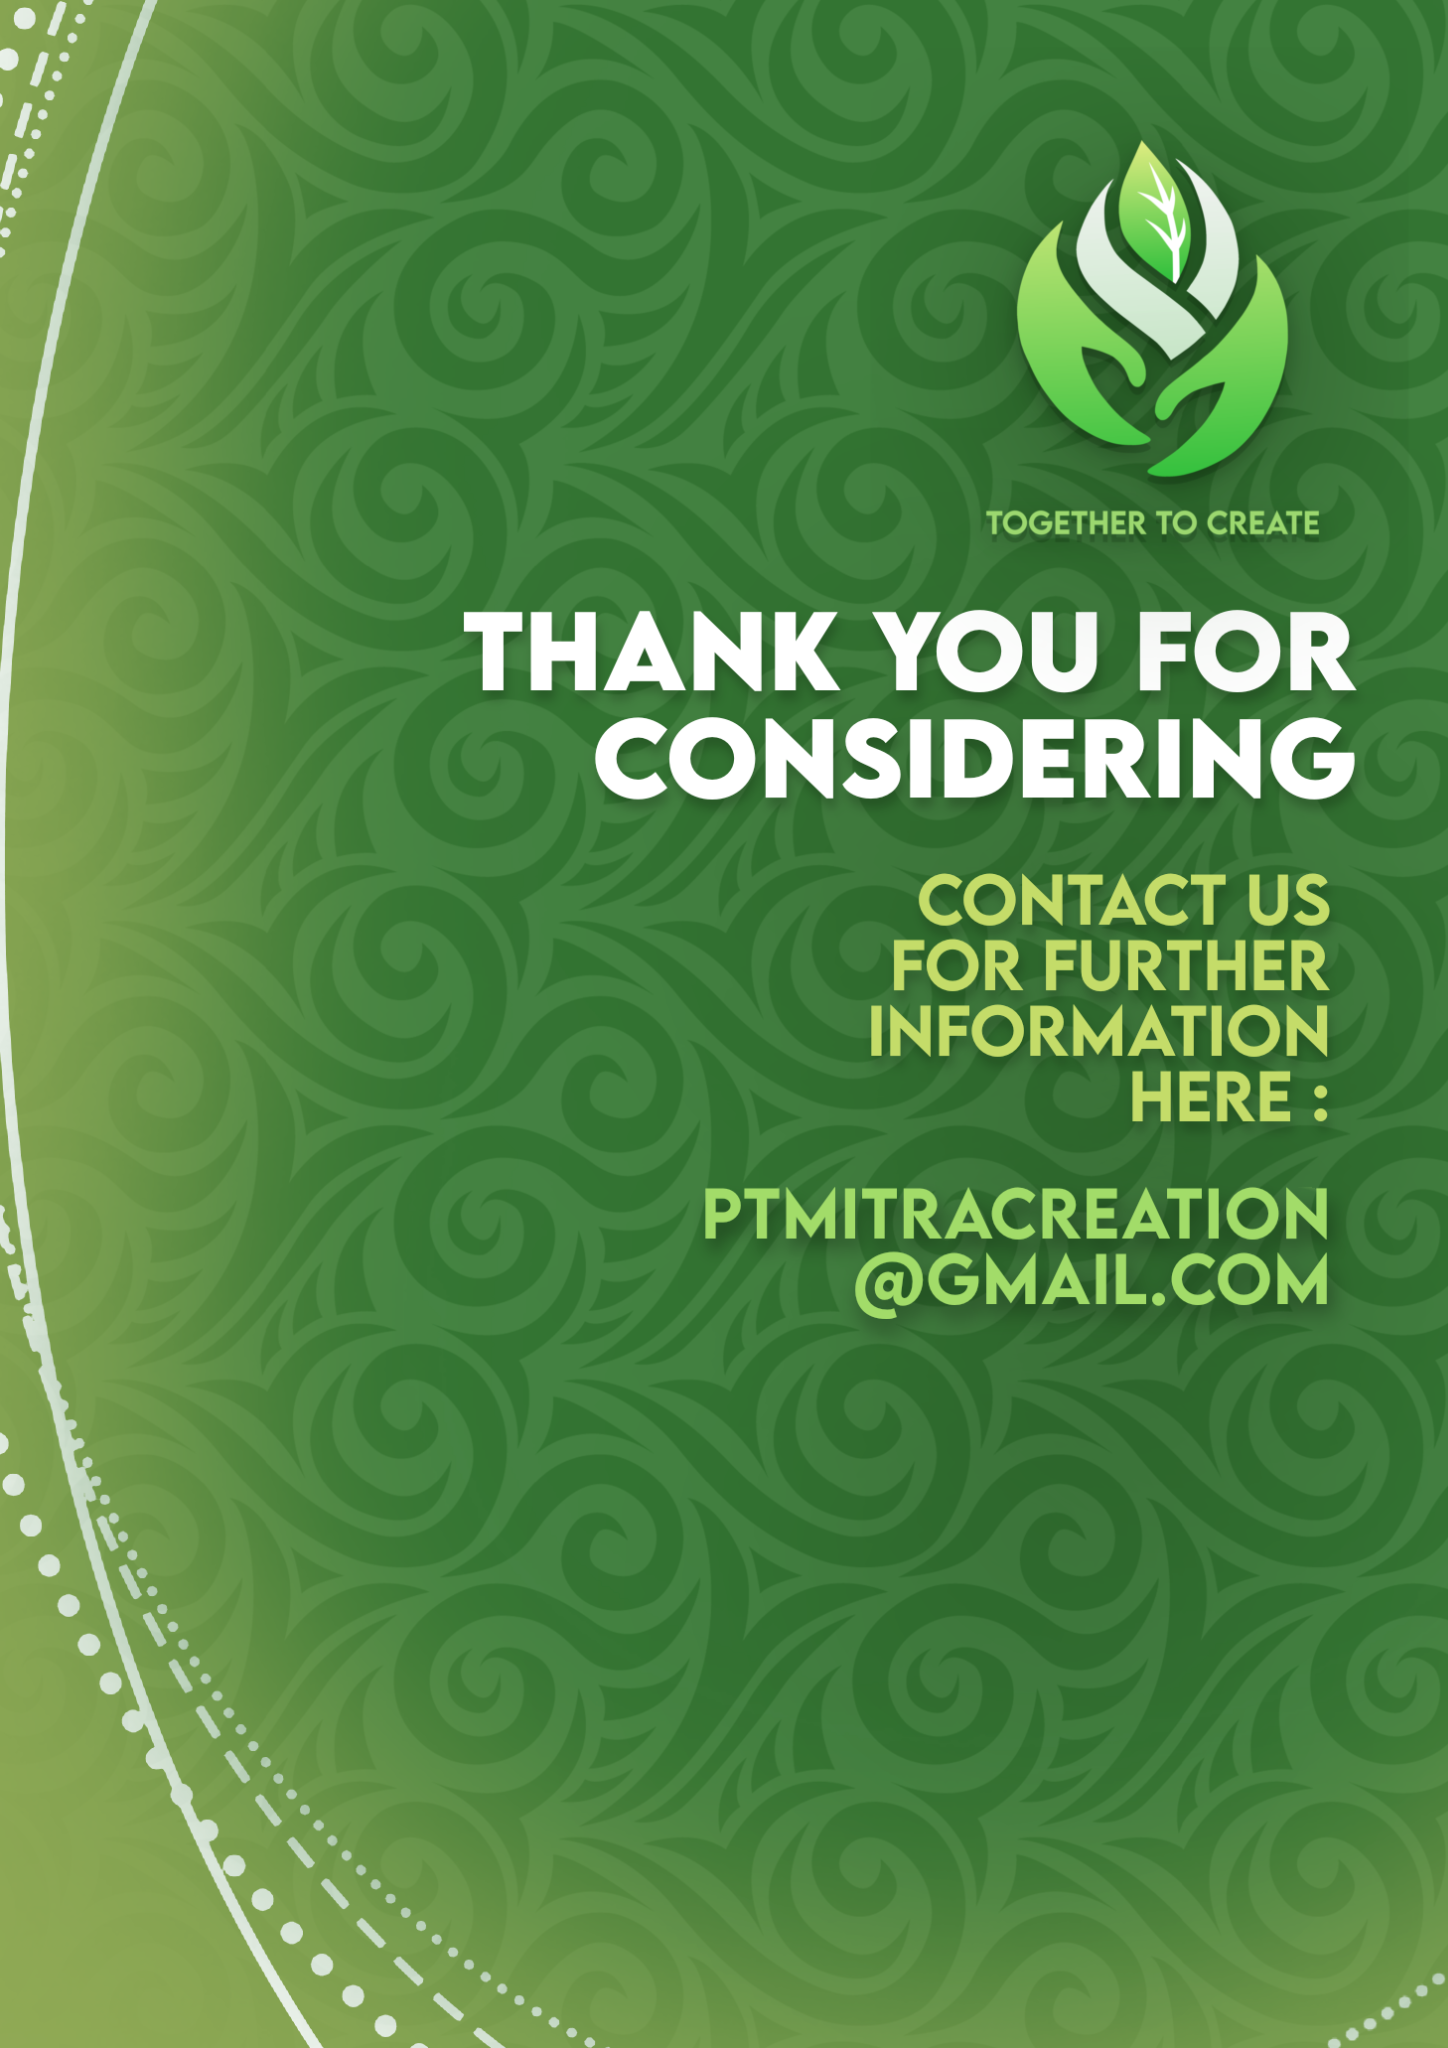 TOGETHER TO CREATE
THANK YOU FOR
CONSIDERING
CONTACT US
FOR FURTHER
INFORMATION
HERE :
PTMITRACREATION
@GMAIL.COM